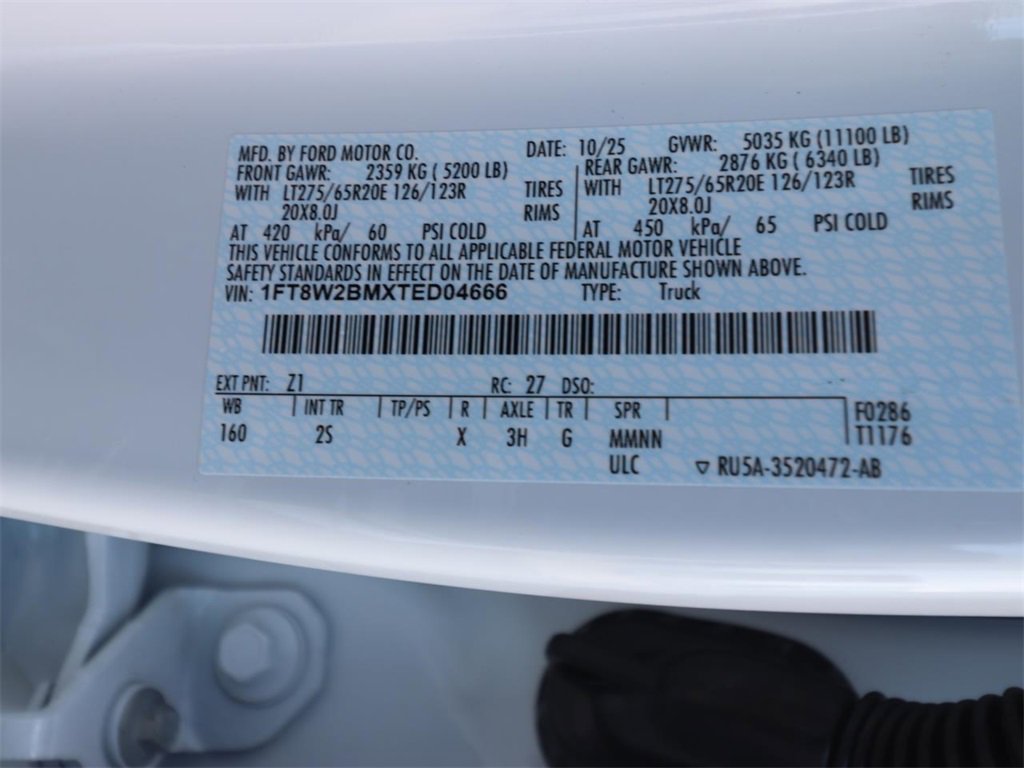 MFD. BY FORD MOTOR CO. DATE: 10/25 GVWR: 5035 KG (11100 LB)
FRONT GAWR: 2359 KG ( 5200 LB) REAR GAWR: 2876 KG ( 6340 LB)
WITH LT275/65R20E 126/123R TIRES WITH LT275/65R20E 126/123R TIRES
20X8.0J RIMS 20X8.0J RIMS
AT 420 kPa/ 60 PSI COLD AT 450 kPa/ 65 PSI COLD
THIS VEHICLE CONFORMS TO ALL APPLICABLE FEDERAL MOTOR VEHICLE
SAFETY STANDARDS IN EFFECT ON THE DATE OF MANUFACTURE SHOWN ABOVE.
VIN: 1FT8W2BMXTED04666 TYPE: Truck
EXT PNT: Z1 RC: 27 DSO:
WB INT TR TP/PS R AXLE TR SPR F0286
160 2S X 3H G MMNN T1176
ULC ▽ RU5A-3520472-AB